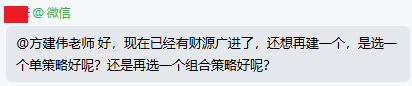 @微信
@方建伟老师 好，现在已经有财源广进了，还想再建一个，是选一
个单策略好呢？还是再选一个组合策略好呢？